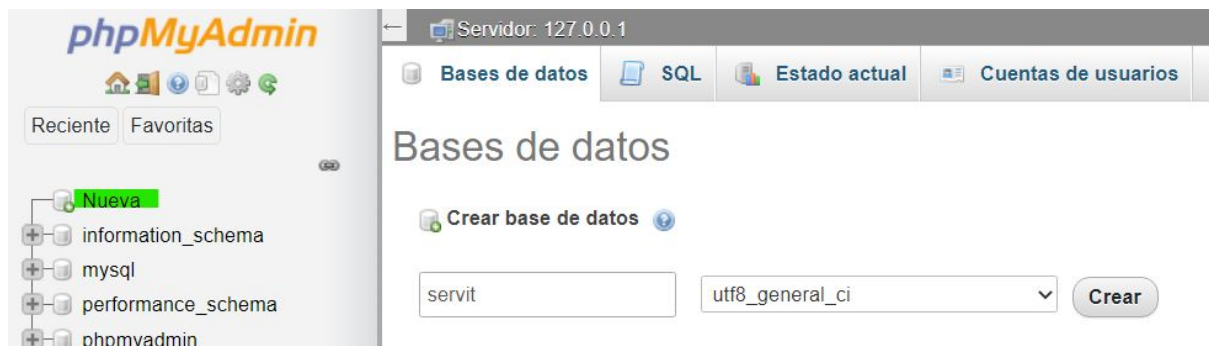 phpMyAdmin
Reciente Favoritas
Nueva
information_schema
mysql
performance_schema
phpmyadmin
Servidor: 127.0.0.1
Bases de datos SQL Estado actual Cuentas de usuarios
Bases de datos
Crear base de datos
servit utf8_general_ci Crear